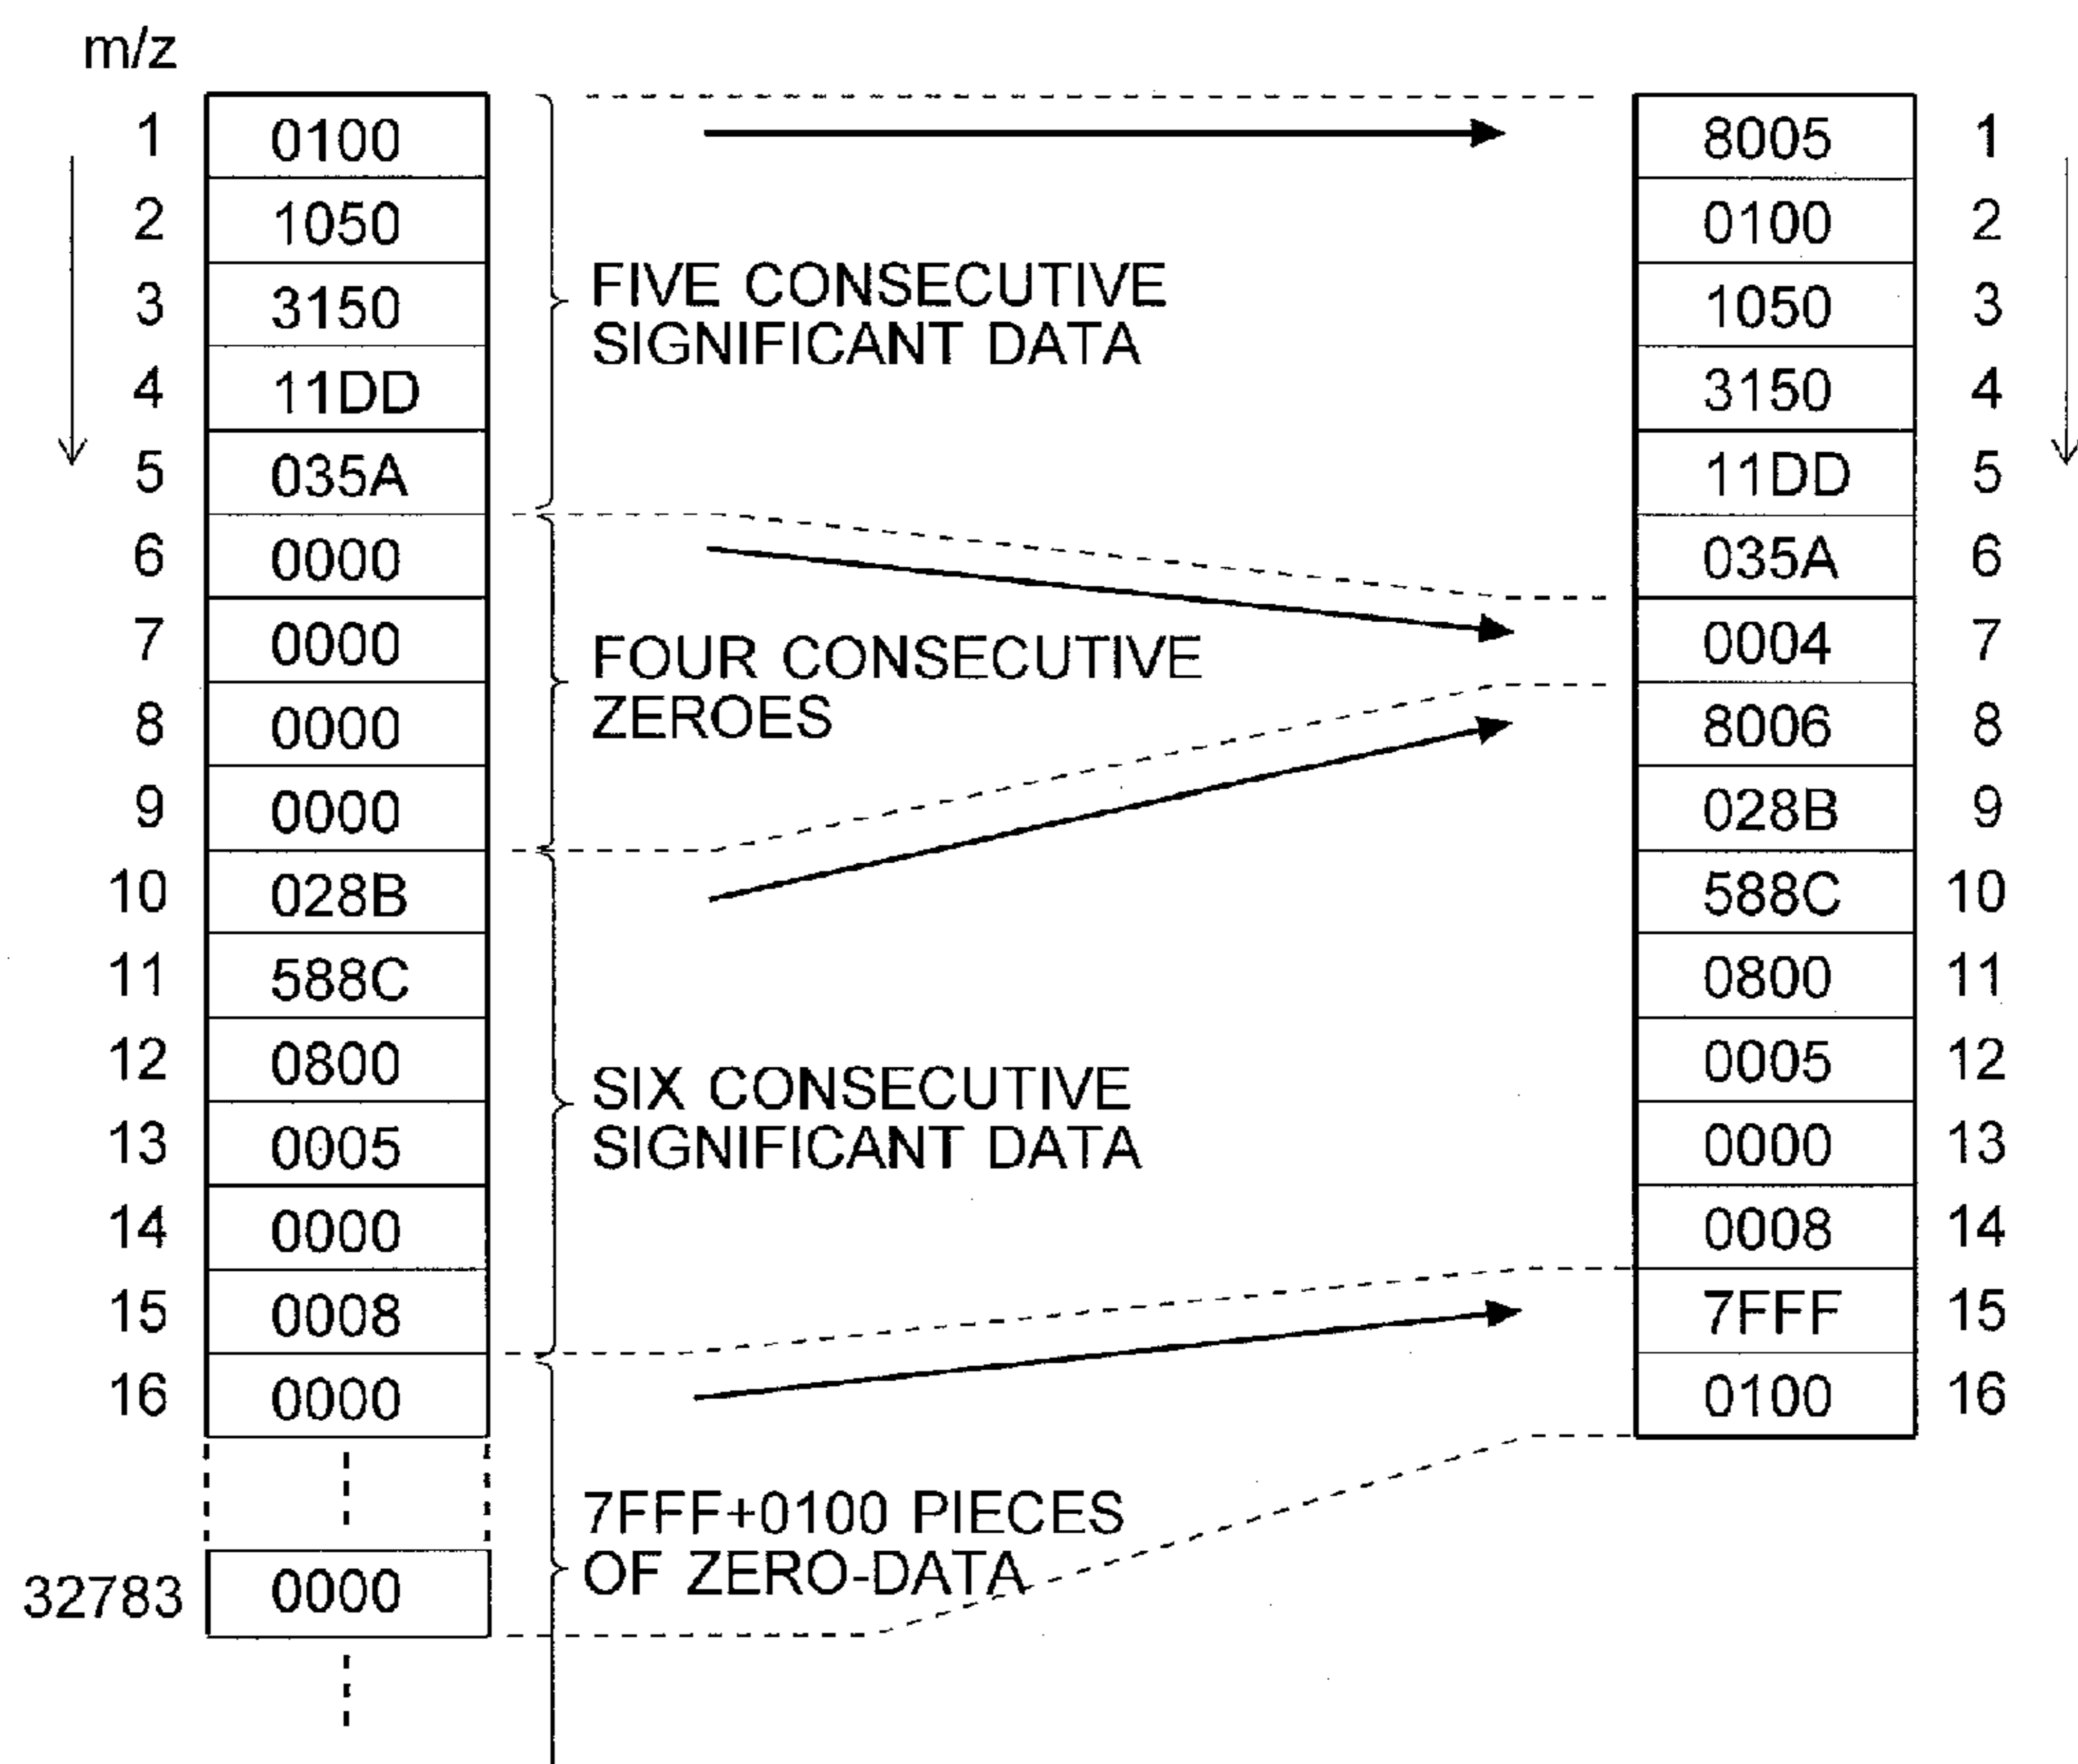 m/z
1 0100 8005 1
2 1050 0100 2
3 3150 1050 3
FIVE CONSECUTIVE
SIGNIFICANT DATA
4 11DD 3150 4
5 035A 11DD 5
6 0000 035A 6
7 0000 0004 7
FOUR CONSECUTIVE
ZEROES
8 0000 8006 8
9 0000 028B 9
10 028B 588C 10
11 588C 0800 11
12 0800 0005 12
SIX CONSECUTIVE
SIGNIFICANT DATA
13 0005 0000 13
14 0000 0008 14
15 0008 7FFF 15
16 0000 0100 16
7FFF+0100 PIECES
OF ZERO-DATA
32783 0000